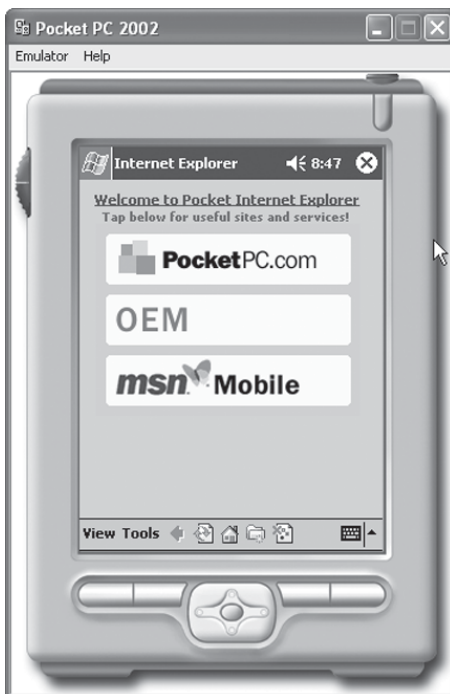 Pocket PC 2002
Emulator Help
Internet Explorer 8:47
Welcome to Pocket Internet Explorer
Tap below for useful sites and services!
PocketPC.com
OEM
msn Mobile
View Tools